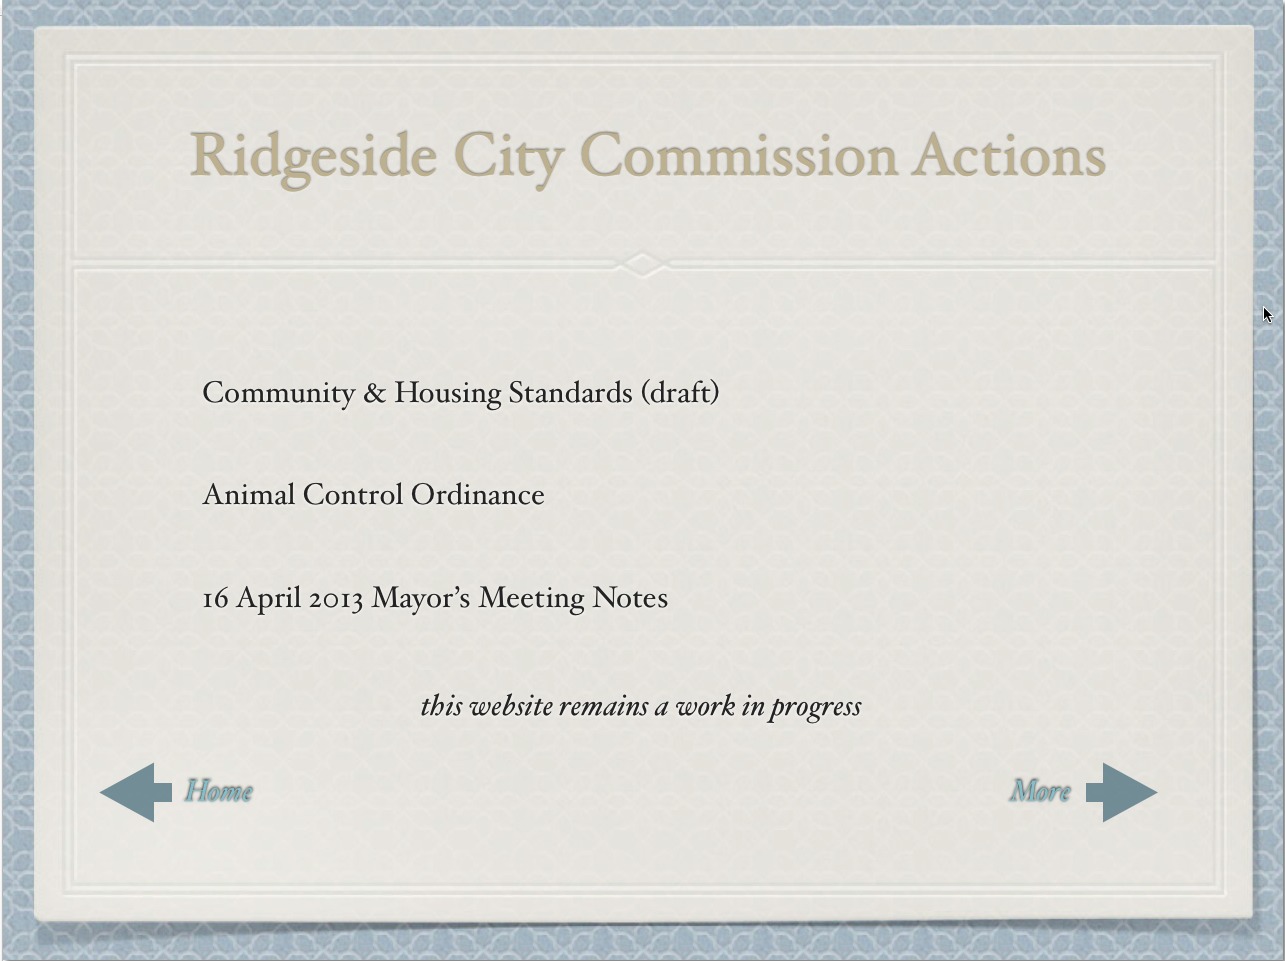 Ridgeside City Commission Actions
Community & Housing Standards (draft)
Animal Control Ordinance
16 April 2013 Mayor’s Meeting Notes
this website remains a work in progress
Home
More